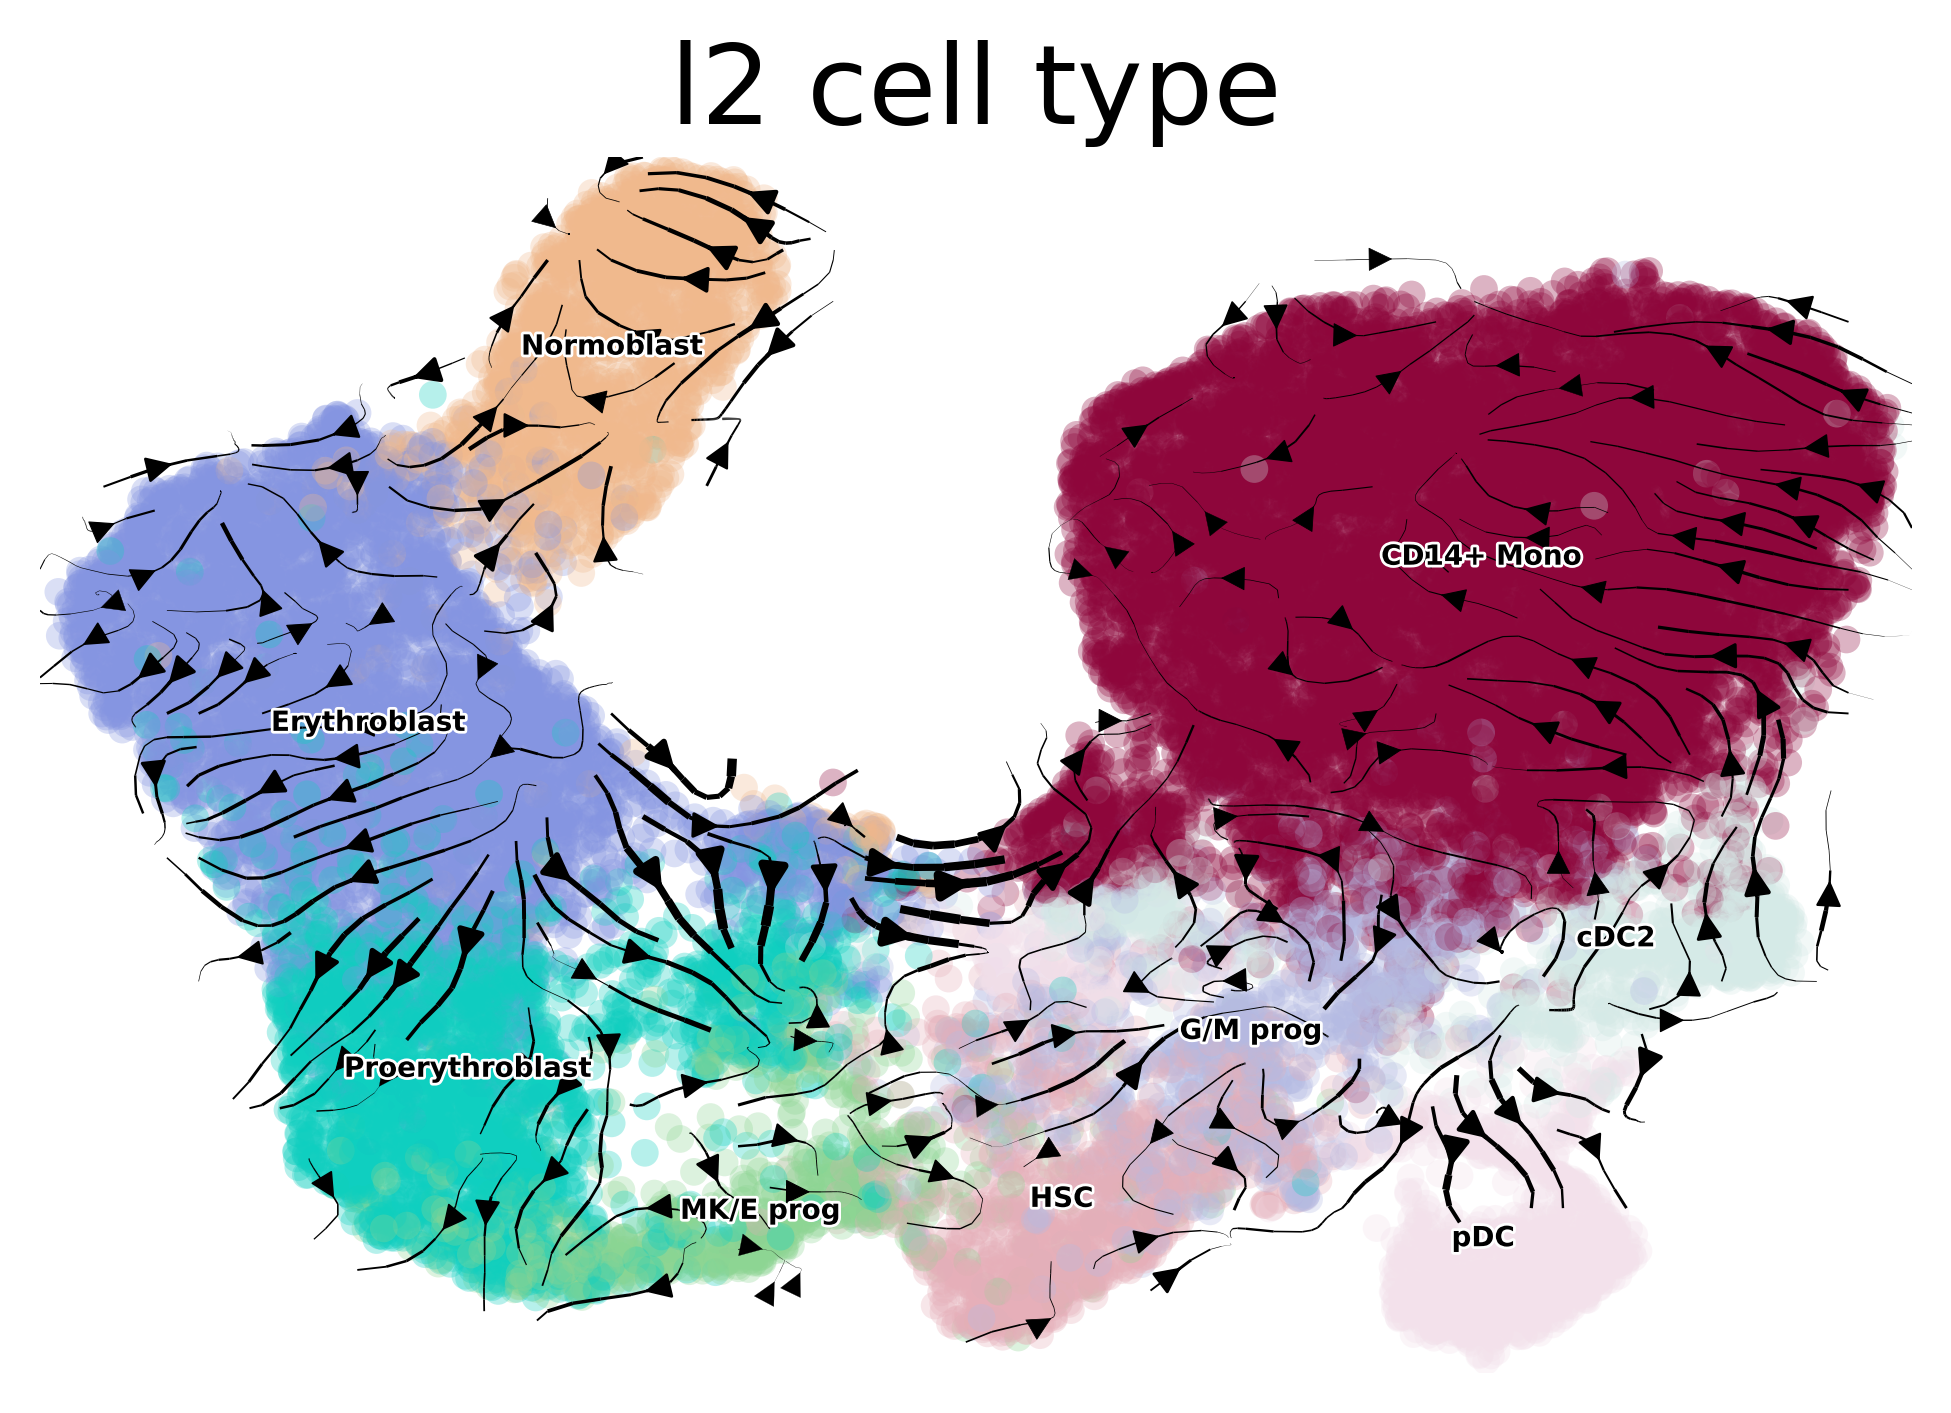 l2 cell type
Normoblast
CD14+ Mono
Erythroblast
cDC2
G/M prog
Proerythroblast
HSC
MK/E prog
pDC